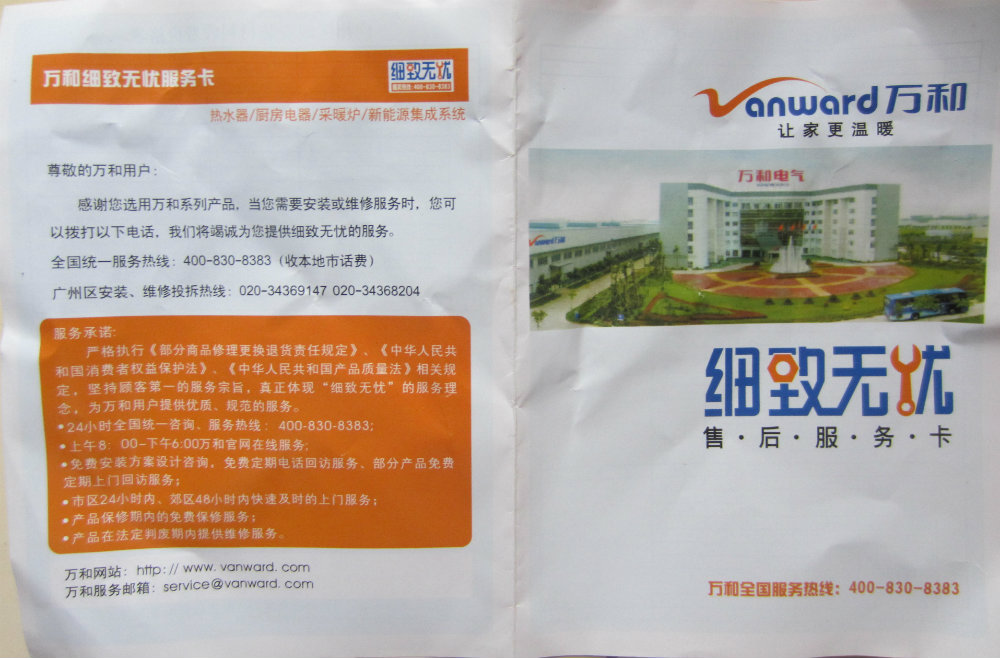 万和细致无忧服务卡
细致无忧
服务热线:400-830-8383
热水器/厨房电器/采暖炉/新能源集成系统
尊敬的万和用户:
感谢您选用万和系列产品，当您需要安装或维修服务时，您可
以拨打以下电话，我们将竭诚为您提供细致无忧的服务。
全国统一服务热线：400-830-8383（收本地市话费）
广州区安装、维修投拆热线：020-34369147 020-34368204
服务承诺:
严格执行《部分商品修理更换退货责任规定》、《中华人民共
和国消费者权益保护法》、《中华人民共和国产品质量法》相关规
定，坚持顾客第一的服务宗旨，真正体现“细致无忧”的服务理
念，为万和用户提供优质、规范的服务。
•24小时全国统一咨询、服务热线：400-830-8383;
•上午8：00-下午6:00万和官网在线服务;
•免费安装方案设计咨询，免费定期电话回访服务、部分产品免费
定期上门回访服务;
•市区24小时内、郊区48小时内快速及时的上门服务;
•产品保修期内的免费保修服务;
•产品在法定判废期内提供维修服务。
万和网站：http://www.vanward.com
万和服务邮箱：service@vanward.com
Vanward万和
让家更温暖
万和电气
Vanward万和
细致无忧
售·后·服·务·卡
万和全国服务热线：400-830-8383